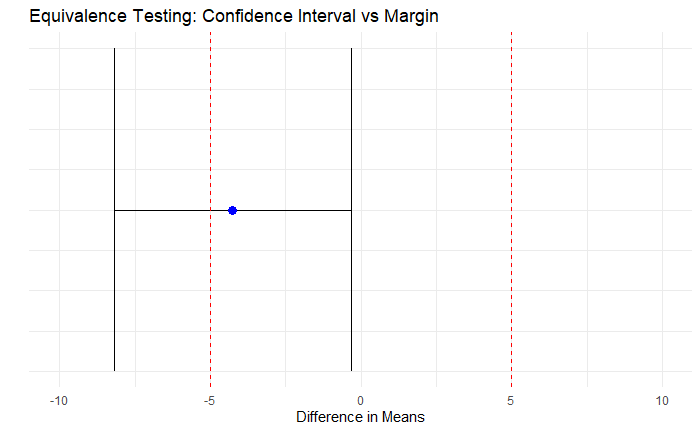 Equivalence Testing: Confidence Interval vs Margin
-10 -5 0 5 10
Difference in Means